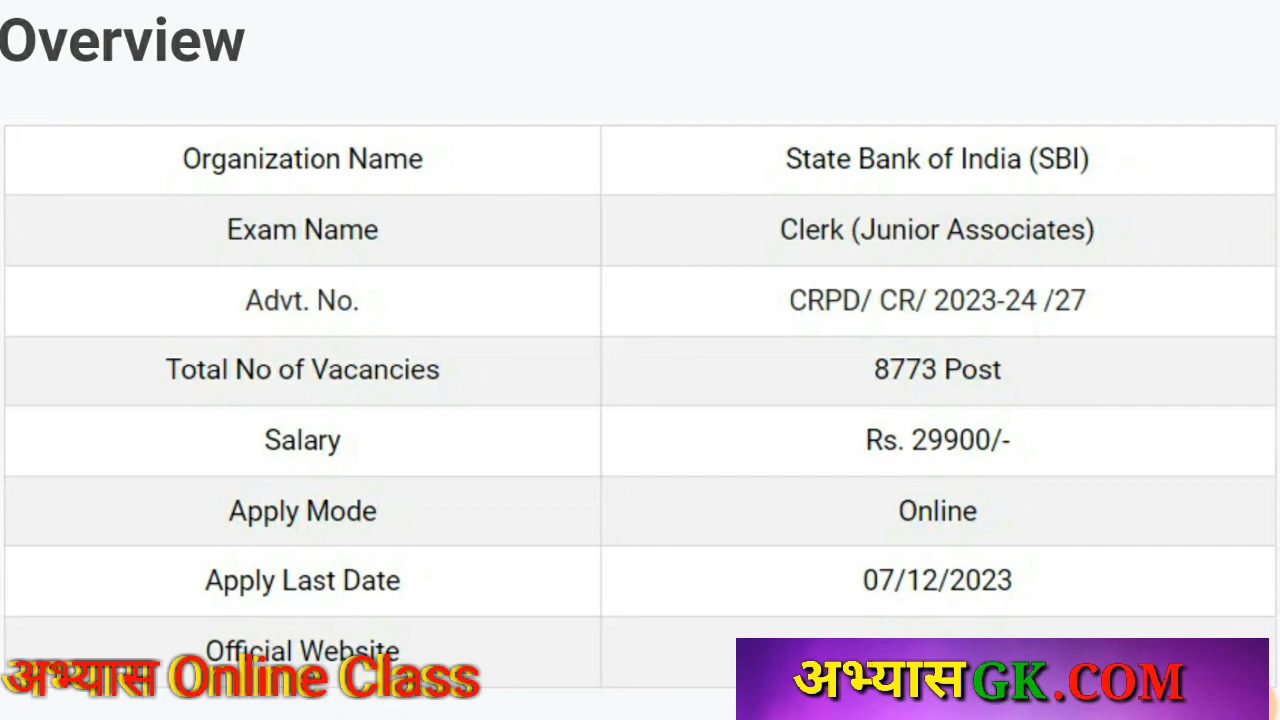 Overview
Organization Name State Bank of India (SBI)
Exam Name Clerk (Junior Associates)
Advt. No. CRPD/ CR/ 2023-24 /27
Total No of Vacancies 8773 Post
Salary Rs. 29900/-
Apply Mode Online
Apply Last Date 07/12/2023
Official Website
अभ्यास Online Class
अभ्यास GK.COM